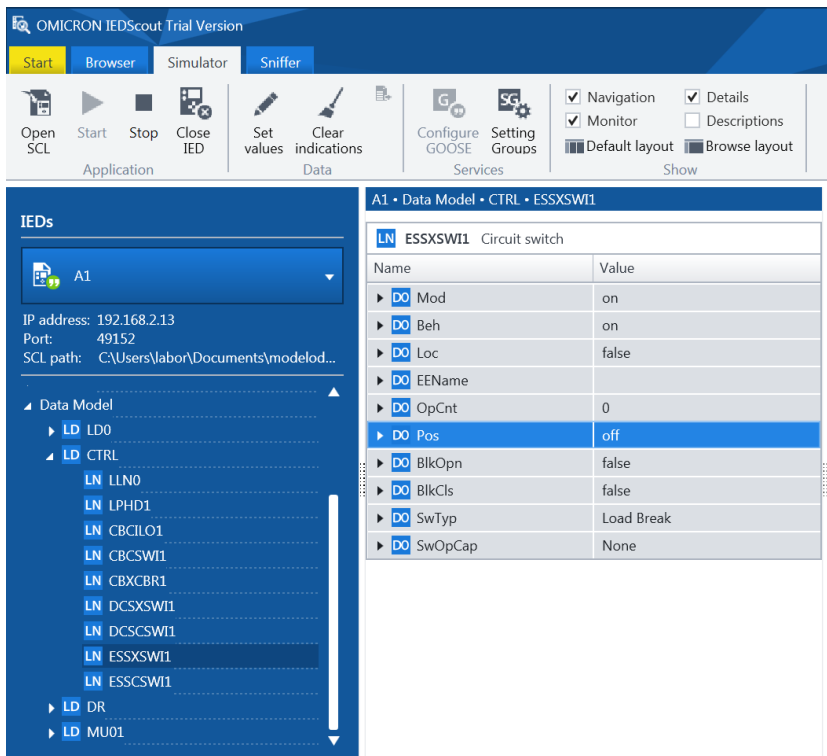 OMICRON IEDScout Trial Version
Start Browser Simulator Sniffer
Open SCL Start Stop Close IED Set values Clear indications Configure GOOSE Setting Groups
Navigation Details
Monitor Descriptions
Default layout Browse layout
Application Data Services Show
IEDs
A1
IP address: 192.168.2.13
Port: 49152
SCL path: C:\Users\labor\Documents\modelod...
Data Model
LD LD0
LD CTRL
LN LLN0
LN LPHD1
LN CBCILO1
LN CBCSWI1
LN CBXCBR1
LN DCSXSWI1
LN DCSCSWI1
LN ESSXSWI1
LN ESSCSWI1
LD DR
LD MU01
A1 • Data Model • CTRL • ESSXSWI1
LN ESSXSWI1 Circuit switch
Name Value
DO Mod on
DO Beh on
DO Loc false
DO EEName
DO OpCnt 0
DO Pos off
DO BlkOpn false
DO BlkCls false
DO SwTyp Load Break
DO SwOpCap None